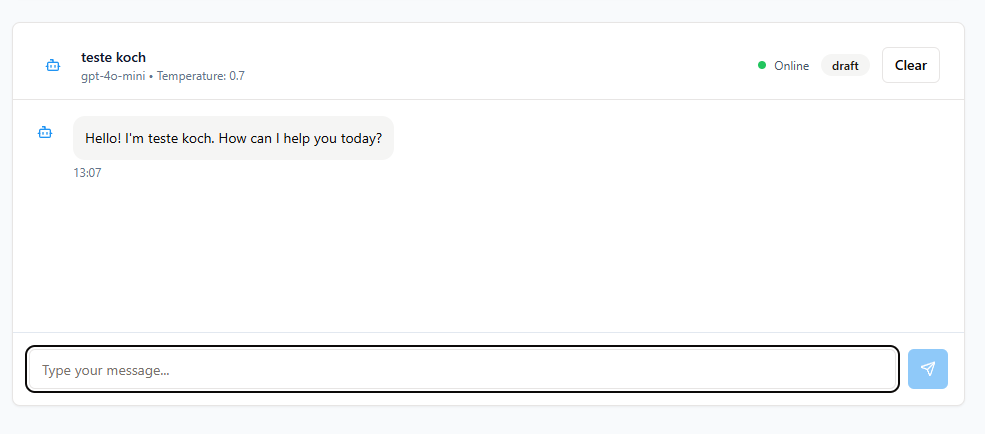 teste koch
gpt-4o-mini • Temperature: 0.7
Online
draft
Clear
Hello! I'm teste koch. How can I help you today?
13:07
Type your message...